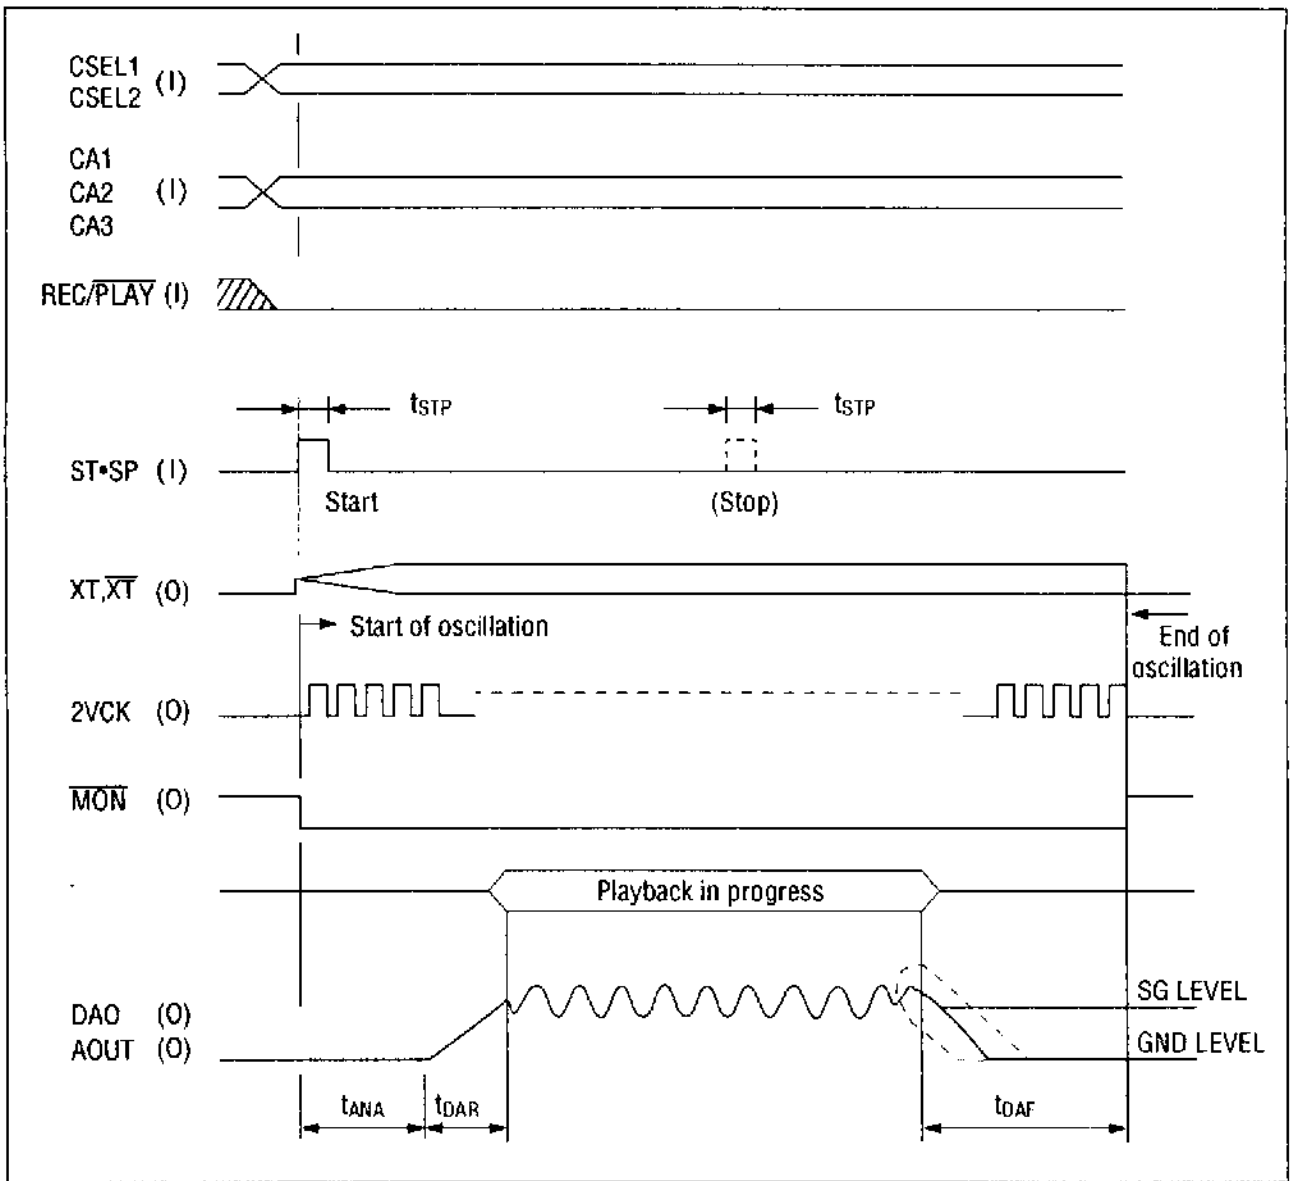 CSEL1
CSEL2 (I)
CA1
CA2 (I)
CA3
REC/PLAY (I)
tSTP
tSTP
ST•SP (I)
Start
(Stop)
XT,XT (O)
Start of oscillation
End of
oscillation
2VCK (O)
MON (O)
Playback in progress
DAO (O)
AOUT (O)
SG LEVEL
GND LEVEL
tANA
tDAR
tDAF